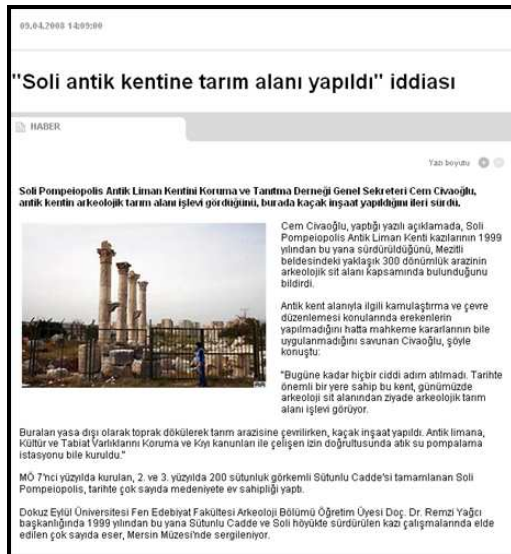 09.04.2008 14:09:00
"Soli antik kentine tarım alanı yapıldı" iddiası
HABER
Yazı boyutu
Soli Pompeiopolis Antik Liman Kentini Koruma ve Tanıtma Derneği Genel Sekreteri Cem Civaoğlu,
antik kentin arkeolojik tarım alanı işlevi gördüğünü, burada kaçak inşaat yapıldığını ileri sürdü.
Cem Civaoğlu, yaptığı yazılı açıklamada, Soli
Pompeiopolis Antik Liman Kenti kazılarının 1999
yılından bu yana sürdürüldüğünü, Mezitli
beldesindeki yaklaşık 300 dönümlük arazinin
arkeolojik sit alanı kapsamında bulunduğunu
bildirdi.
Antik kent alanıyla ilgili kamulaştırma ve çevre
düzenlemesi konularında erekenlerin
yapılmadığını hatta mahkeme kararlarının bile
uygulanmadığını savunan Civaoğlu, şöyle
konuştu:
"Bugüne kadar hiçbir ciddi adım atılmadı. Tarihte
önemli bir yere sahip bu kent, günümüzde
arkeoloji sit alanından ziyade arkeolojik tarım
alanı işlevi görüyor.
Buraları yasa dışı olarak toprak dökülerek tarım arazisine çevrilirken, kaçak inşaat yapıldı. Antik limana,
Kültür ve Tabiat Varlıklarını Koruma ve Kıyı kanunları ile çelişen izin doğrultusunda atık su pompalama
istasyonu bile kuruldu."
MÖ 7'nci yüzyılda kurulan, 2. ve 3. yüzyılda 200 sütunluk görkemli Sütunlu Cadde'si tamamlanan Soli
Pompeiopolis, tarihte çok sayıda medeniyete ev sahipliği yaptı.
Dokuz Eylül Üniversitesi Fen Edebiyat Fakültesi Arkeoloji Bölümü Öğretim Üyesi Doç. Dr. Remzi Yağcı
başkanlığında 1999 yılından bu yana Sütunlu Cadde ve Soli höyükte sürdürülen kazı çalışmalarında elde
edilen çok sayıda eser, Mersin Müzesi'nde sergileniyor.